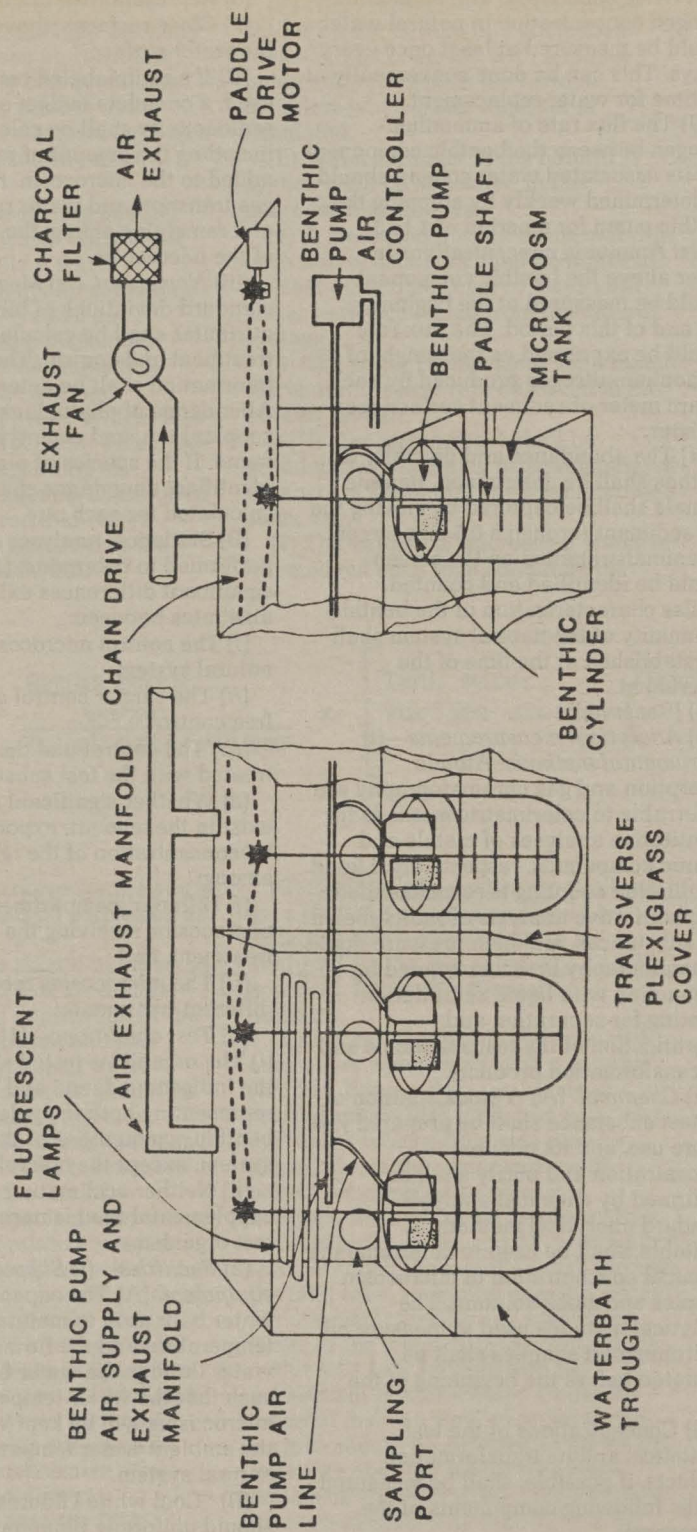 FLUORESCENT
LAMPS
BENTHIC PUMP
AIR SUPPLY AND
EXHAUST
MANIFOLD
BENTHIC
PUMP AIR
LINE
SAMPLING
PORT
WATERBATH
TROUGH
AIR EXHAUST MANIFOLD
CHAIN DRIVE
EXHAUST
FAN
CHARCOAL
FILTER
AIR
EXHAUST
PADDLE
DRIVE
MOTOR
BENTHIC
PUMP
AIR
CONTROLLER
BENTHIC PUMP
PADDLE SHAFT
MICROCOSM
TANK
BENTHIC
CYLINDER
TRANSVERSE
PLEXIGLASS
COVER
S